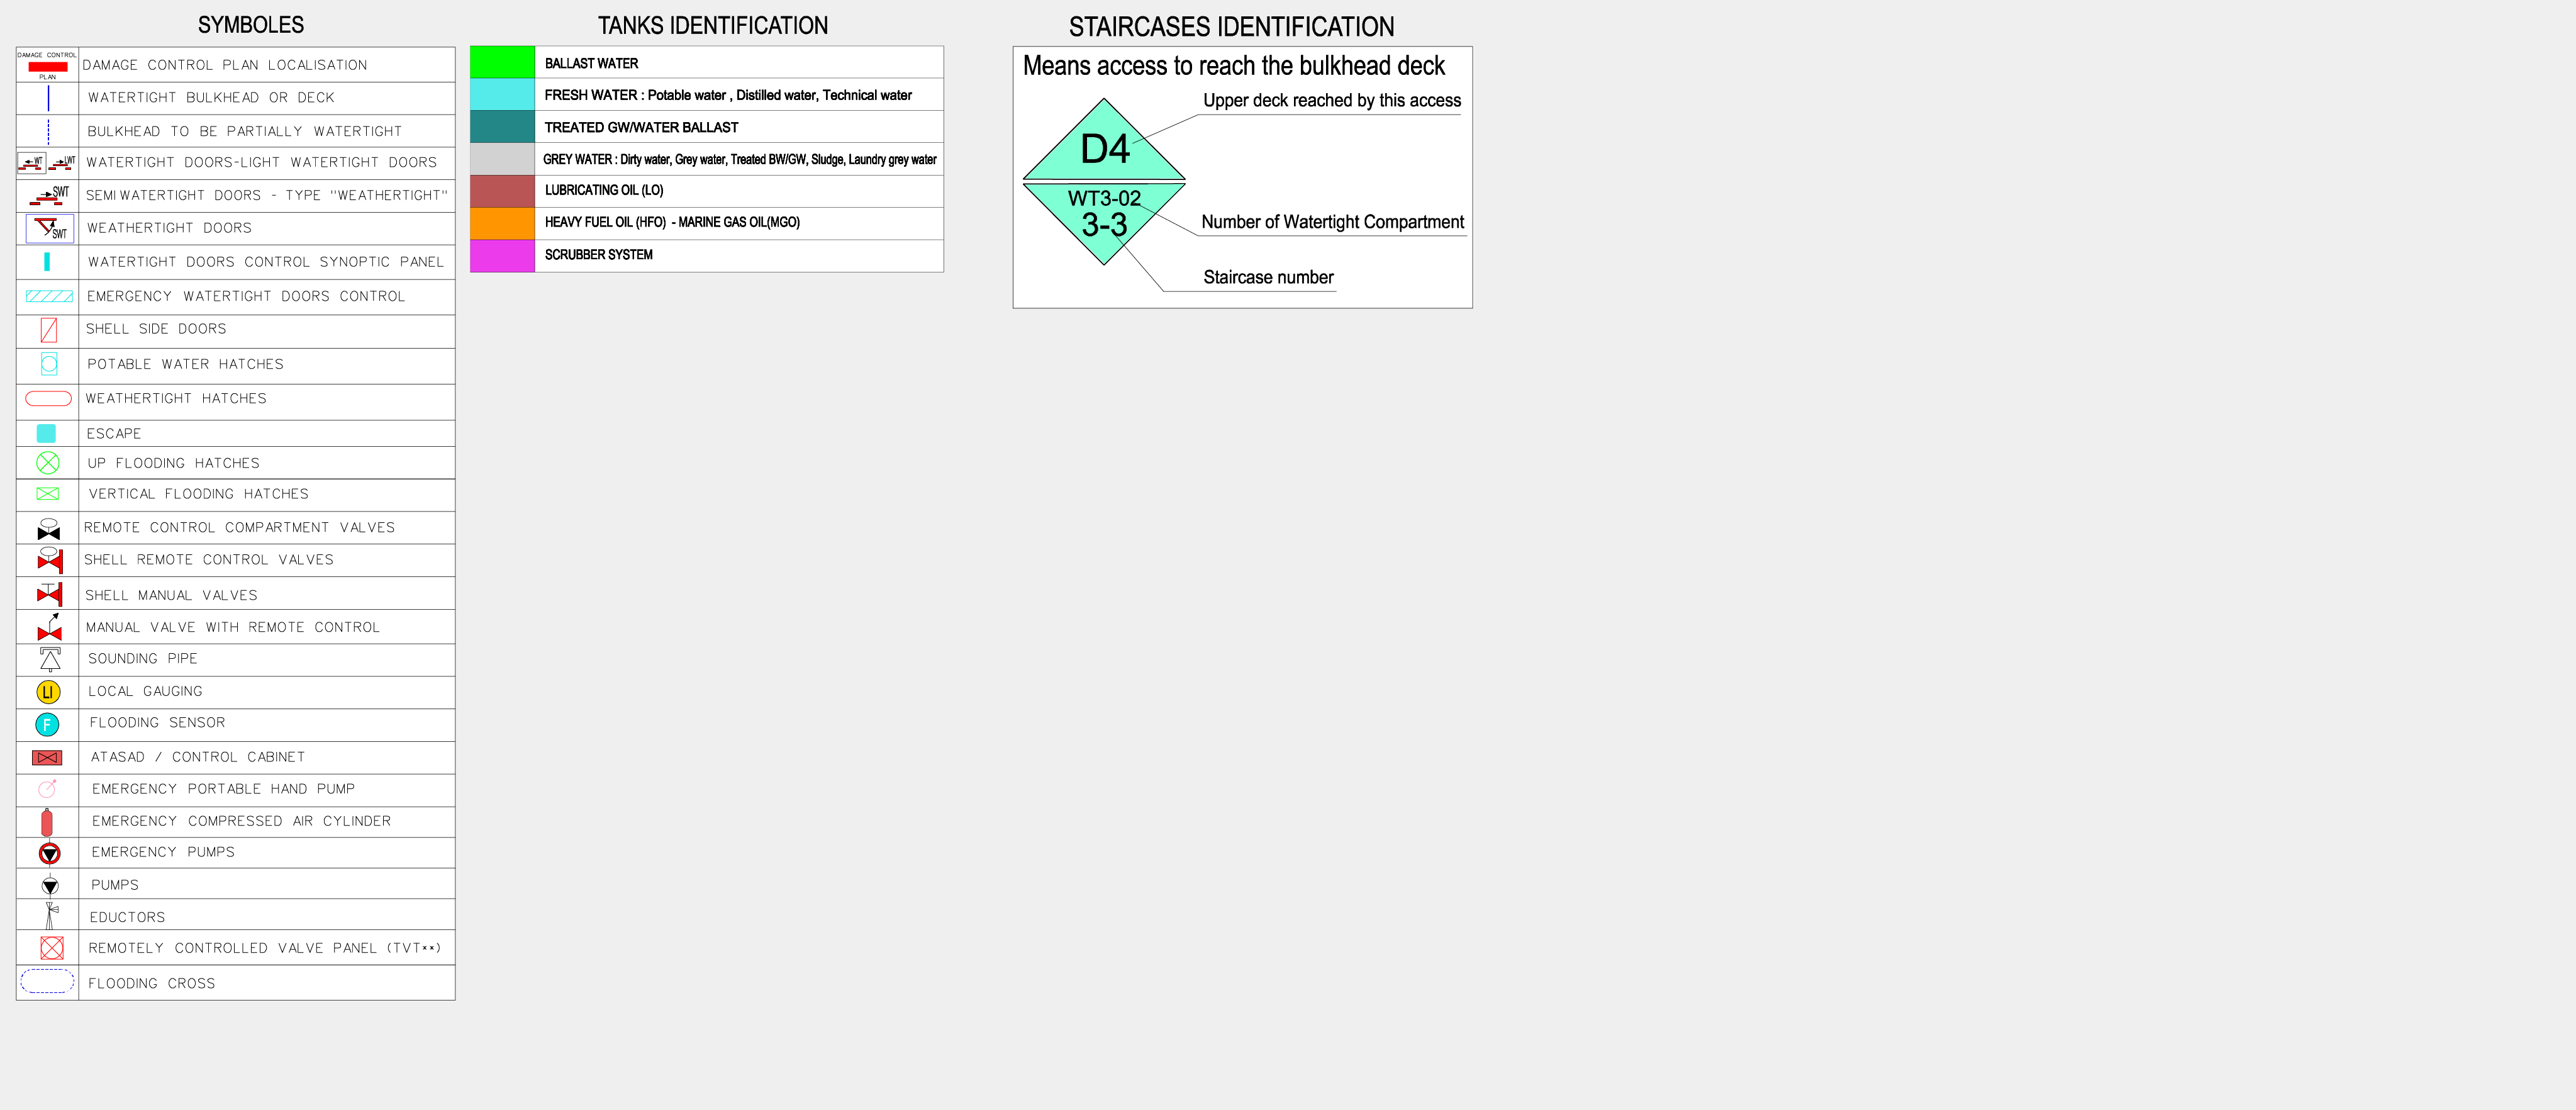 SYMBOLES
DAMAGE CONTROL
PLAN
DAMAGE CONTROL PLAN LOCALISATION
WATERTIGHT BULKHEAD OR DECK
BULKHEAD TO BE PARTIALLY WATERTIGHT
WT
LWT
WATERTIGHT DOORS-LIGHT WATERTIGHT DOORS
SWT
SEMIWATERTIGHT DOORS - TYPE "WEATHERTIGHT"
SWT
WEATHERTIGHT DOORS
WATERTIGHT DOORS CONTROL SYNOPTIC PANEL
EMERGENCY WATERTIGHT DOORS CONTROL
SHELL SIDE DOORS
POTABLE WATER HATCHES
WEATHERTIGHT HATCHES
ESCAPE
UP FLOODING HATCHES
VERTICAL FLOODING HATCHES
REMOTE CONTROL COMPARTMENT VALVES
SHELL REMOTE CONTROL VALVES
SHELL MANUAL VALVES
MANUAL VALVE WITH REMOTE CONTROL
SOUNDING PIPE
LI
LOCAL GAUGING
F
FLOODING SENSOR
ATASAD / CONTROL CABINET
EMERGENCY PORTABLE HAND PUMP
EMERGENCY COMPRESSED AIR CYLINDER
EMERGENCY PUMPS
PUMPS
EDUCTORS
REMOTELY CONTROLLED VALVE PANEL (TVT**)
FLOODING CROSS
TANKS IDENTIFICATION
BALLAST WATER
FRESH WATER : Potable water , Distilled water, Technical water
TREATED GW/WATER BALLAST
GREY WATER : Dirty water, Grey water, Treated BW/GW, Sludge, Laundry grey water
LUBRICATING OIL (LO)
HEAVY FUEL OIL (HFO) - MARINE GAS OIL(MGO)
SCRUBBER SYSTEM
STAIRCASES IDENTIFICATION
Means access to reach the bulkhead deck
Upper deck reached by this access
D4
WT3-02
3-3
Number of Watertight Compartment
Staircase number